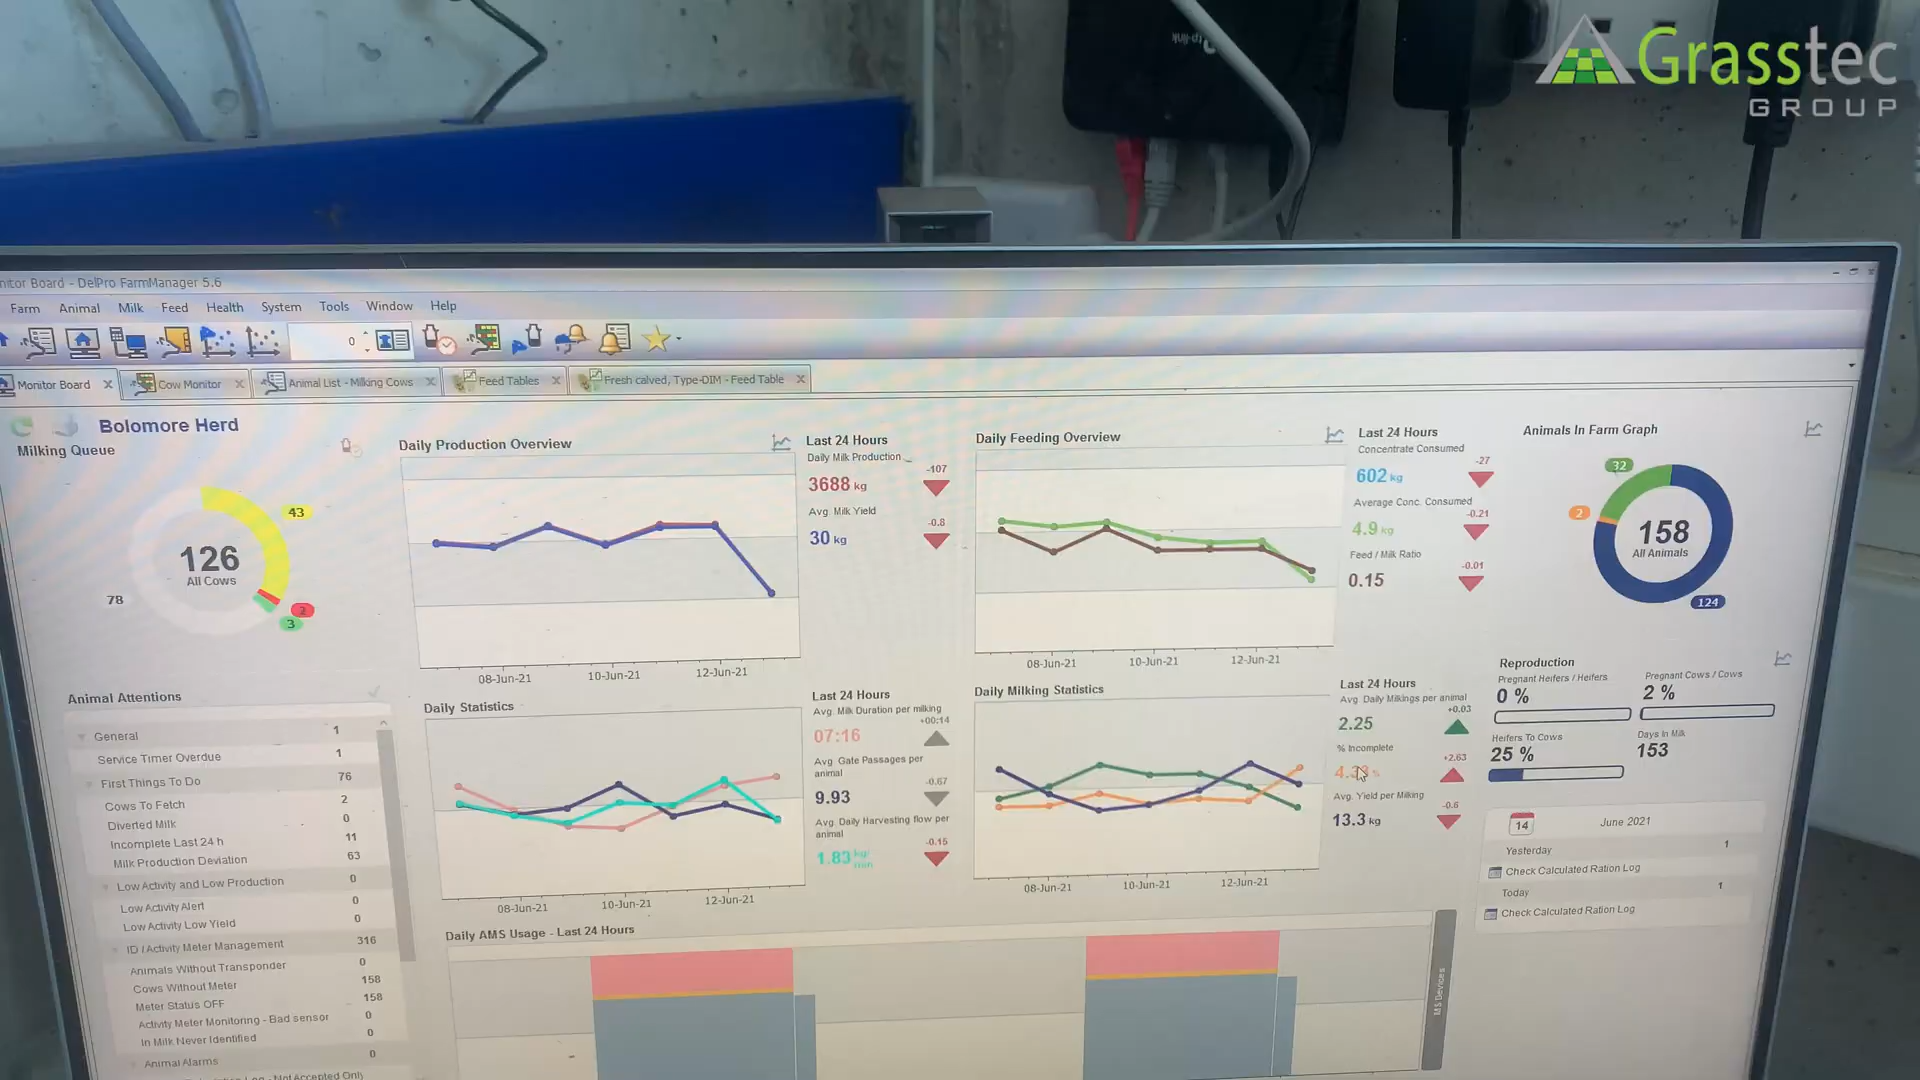 tp-link
Grasstec
GROUP
nitor Board - DelPro FarmManager 5.6
Farm Animal Milk Feed Health System Tools Window Help
0
Monitor Board Cow Monitor Animal List - Milking Cows Feed Tables Fresh calved, Type-DIM - Feed Table
Bolomore Herd
Milking Queue
43
126
All Cows
78
2
3
Daily Production Overview
08-Jun-21 10-Jun-21 12-Jun-21
Last 24 Hours
Daily Milk Production
-107
3688 kg
Avg. Milk Yield
-0.8
30 kg
Daily Feeding Overview
08-Jun-21 10-Jun-21 12-Jun-21
Last 24 Hours
Concentrate Consumed
-27
602 kg
Average Conc. Consumed
-0.21
4.9 kg
Feed / Milk Ratio
-0.01
0.15
Animals In Farm Graph
32
2
158
All Animals
124
Animal Attentions
General 1
Service Timer Overdue 1
First Things To Do 76
Cows To Fetch 2
Diverted Milk 0
Incomplete Last 24 h 11
Milk Production Deviation 63
Low Activity and Low Production 0
Low Activity Alert 0
Low Activity Low Yield 0
ID / Activity Meter Management 316
Animals Without Transponder 0
Cows Without Meter 158
Meter Status OFF 158
Activity Meter Monitoring - Bad sensor 0
In Milk Never Identified 0
Animal Alarms 0
Not Accepted Only
Daily Statistics
08-Jun-21 10-Jun-21 12-Jun-21
Last 24 Hours
Avg. Milk Duration per milking
+00:14
07:16
Avg. Gate Passages per
animal
-0.67
9.93
Avg. Daily Harvesting flow per
animal
-0.15
1.83 kg/
min
Daily Milking Statistics
08-Jun-21 10-Jun-21 12-Jun-21
Last 24 Hours
Avg. Daily Milkings per animal
+0.03
2.25
% Incomplete
+2.63
%
Avg. Yield per Milking
-0.6
13.3 kg
Reproduction
Pregnant Heifers / Heifers
0 %
Pregnant Cows / Cows
2 %
Heifers To Cows
25 %
Days In Milk
153
14 June 2021
Yesterday 1
Check Calculated Ration Log
Today 1
Check Calculated Ration Log
Daily AMS Usage - Last 24 Hours
MS Devices